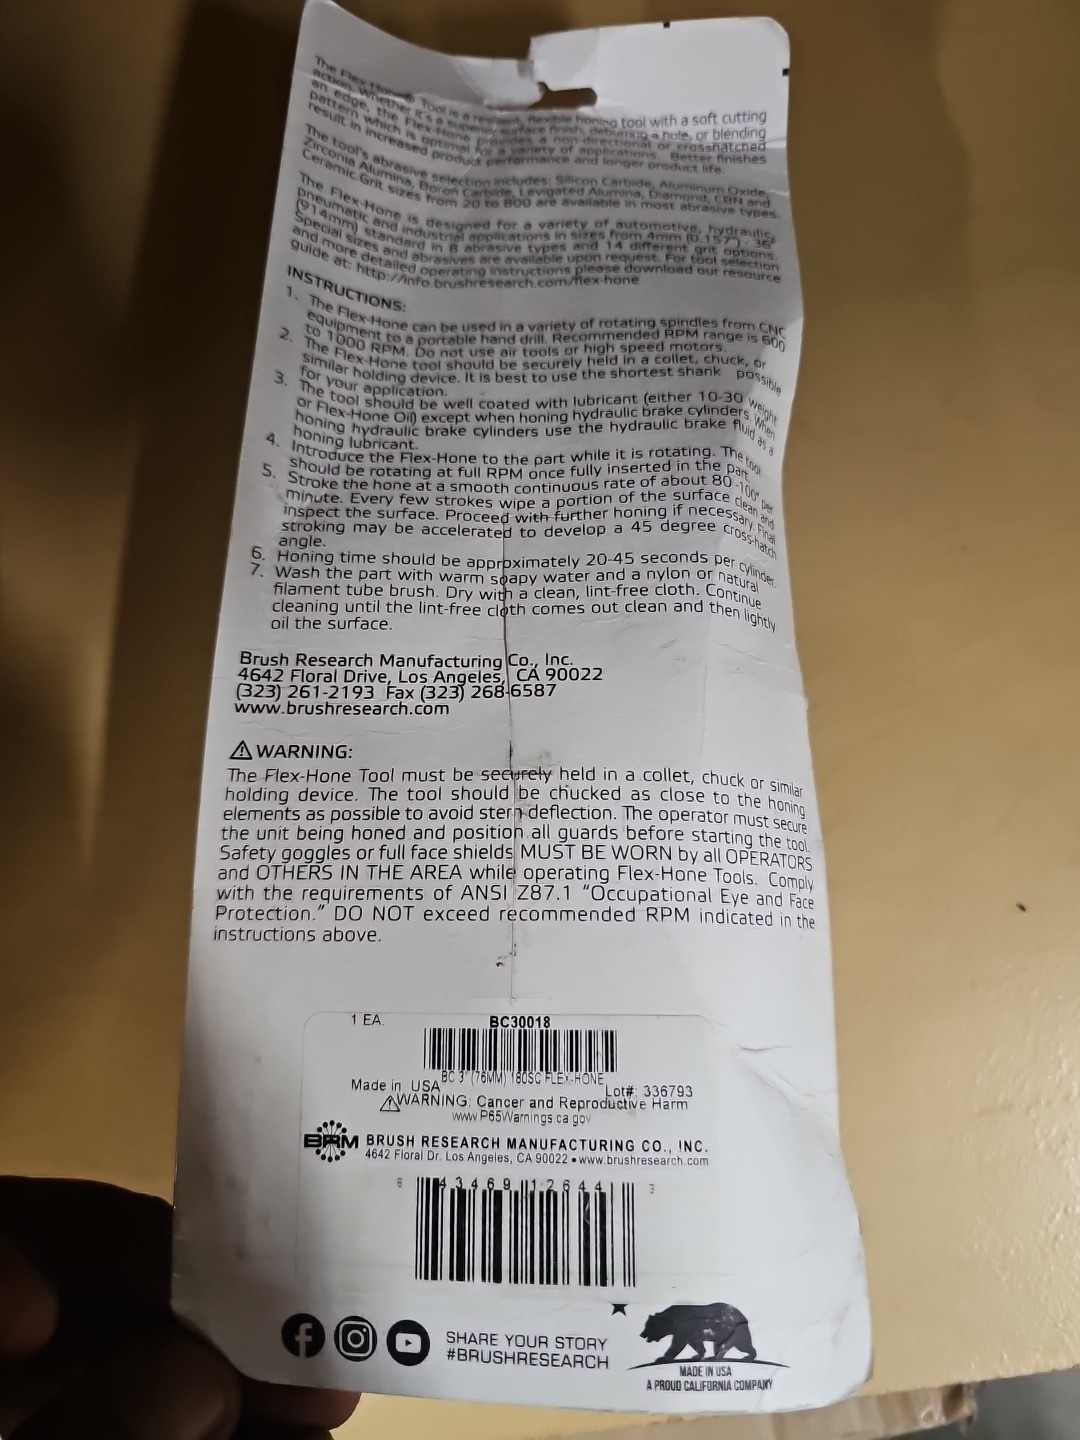 The Flex-Hone® Tool is a resilient, flexible honing tool with a soft cutting
action. Whether it's a superior surface finish, deburring a hole, or blending
an edge, the Flex-Hone provides a non-directional or crosshatched
pattern which is optimal for a variety of applications. Better finishes
result in increased product performance and longer product life.
The tool's abrasive selection includes: Silicon Carbide, Aluminum Oxide,
Zirconia Alumina, Boron Carbide, Levigated Alumina, Diamond, CBN and
Ceramic. Grit sizes from 20 to 800 are available in most abrasive types.
The Flex-Hone is designed for a variety of automotive, hydraulic,
pneumatic and industrial applications in sizes from 4mm (0.157") - 36"
(914mm) standard in 8 abrasive types and 14 different grit options.
Special sizes and abrasives are available upon request. For tool selection
and more detailed operating instructions please download our resource
guide at: http://info.brushresearch.com/flex-hone
INSTRUCTIONS:
1. The Flex-Hone can be used in a variety of rotating spindles from CNC
equipment to a portable hand drill. Recommended RPM range is 600
to 1000 RPM. Do not use air tools or high speed motors.
2. The Flex-Hone tool should be securely held in a collet, chuck, or
similar holding device. It is best to use the shortest shank possible
for your application.
3. The tool should be well coated with lubricant (either 10-30 weight
or Flex-Hone Oil) except when honing hydraulic brake cylinders. When
honing hydraulic brake cylinders use the hydraulic brake fluid as a
honing lubricant.
4. Introduce the Flex-Hone to the part while it is rotating. The tool
should be rotating at full RPM once fully inserted in the part.
5. Stroke the hone at a smooth continuous rate of about 80-100" per
minute. Every few strokes wipe a portion of the surface clean and
inspect the surface. Proceed with further honing if necessary. Final
stroking may be accelerated to develop a 45 degree cross-hatch
angle.
6. Honing time should be approximately 20-45 seconds per cylinder.
7. Wash the part with warm soapy water and a nylon or natural
filament tube brush. Dry with a clean, lint-free cloth. Continue
cleaning until the lint-free cloth comes out clean and then lightly
oil the surface.
Brush Research Manufacturing Co., Inc.
4642 Floral Drive, Los Angeles, CA 90022
(323) 261-2193 Fax (323) 268-6587
www.brushresearch.com
⚠ WARNING:
The Flex-Hone Tool must be securely held in a collet, chuck or similar
holding device. The tool should be chucked as close to the honing
elements as possible to avoid stem deflection. The operator must secure
the unit being honed and position all guards before starting the tool.
Safety goggles or full face shields MUST BE WORN by all OPERATORS
and OTHERS IN THE AREA while operating Flex-Hone Tools. Comply
with the requirements of ANSI Z87.1 “Occupational Eye and Face
Protection.” DO NOT exceed recommended RPM indicated in the
instructions above.
1 EA. BC30018
BC 3" (76MM) 180SC FLEX-HONE
Made in USA Lot#: 336793
⚠WARNING: Cancer and Reproductive Harm
www.P65Warnings.ca.gov
BRM BRUSH RESEARCH MANUFACTURING CO., INC.
4642 Floral Dr. Los Angeles, CA 90022 • www.brushresearch.com
6 43469 12644 3
SHARE YOUR STORY
#BRUSHRESEARCH
MADE IN USA
A PROUD CALIFORNIA COMPANY